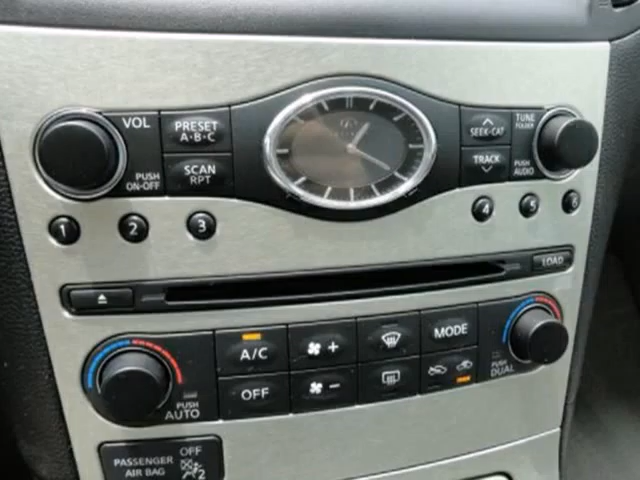 VOL
PUSH
ON-OFF
PRESET
A·B·C
SCAN
RPT
SEEK·CAT
TRACK
TUNE
FOLDER
PUSH
AUDIO
1
2
3
4
5
6
LOAD
A/C
OFF
+
-
MODE
PUSH
AUTO
PUSH
DUAL
PASSENGER
AIR BAG
OFF
2